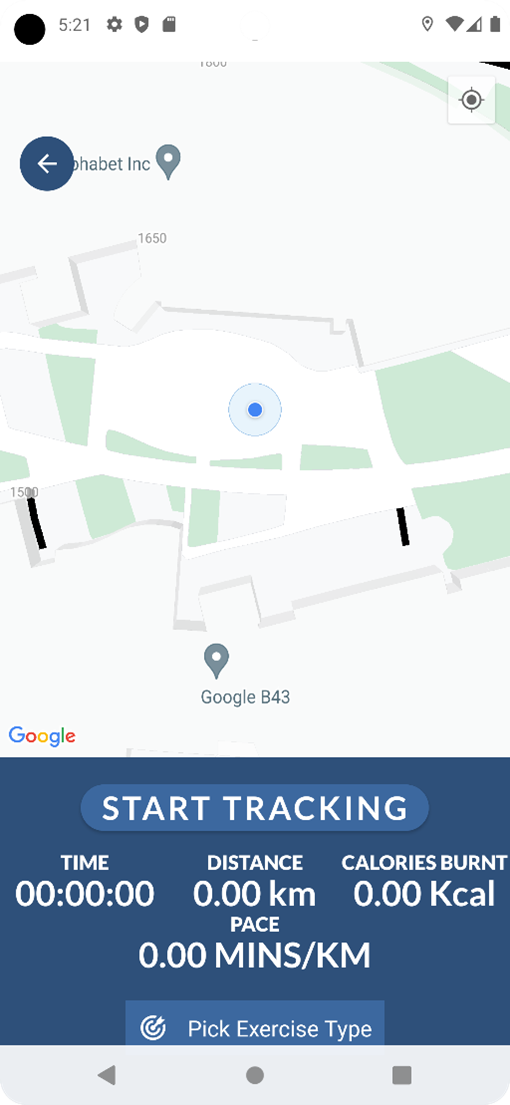 5:21
1800
phabet Inc
1650
1500
Google B43
Google
START TRACKING
TIME
DISTANCE
CALORIES BURNT
00:00:00
0.00 km
0.00 Kcal
PACE
0.00 MINS/KM
Pick Exercise Type